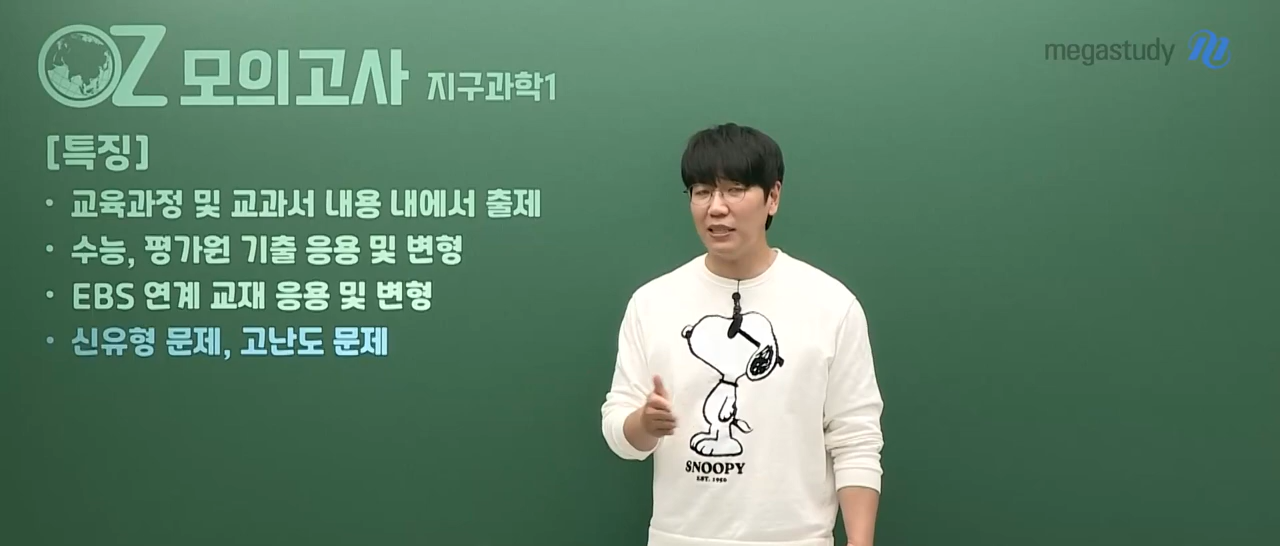 OZ 모의고사 지구과학1
megastudy
[특징]
· 교육과정 및 교과서 내용 내에서 출제
· 수능, 평가원 기출 응용 및 변형
· EBS 연계 교재 응용 및 변형
· 신유형 문제, 고난도 문제
SNOOPY
EST. 1950